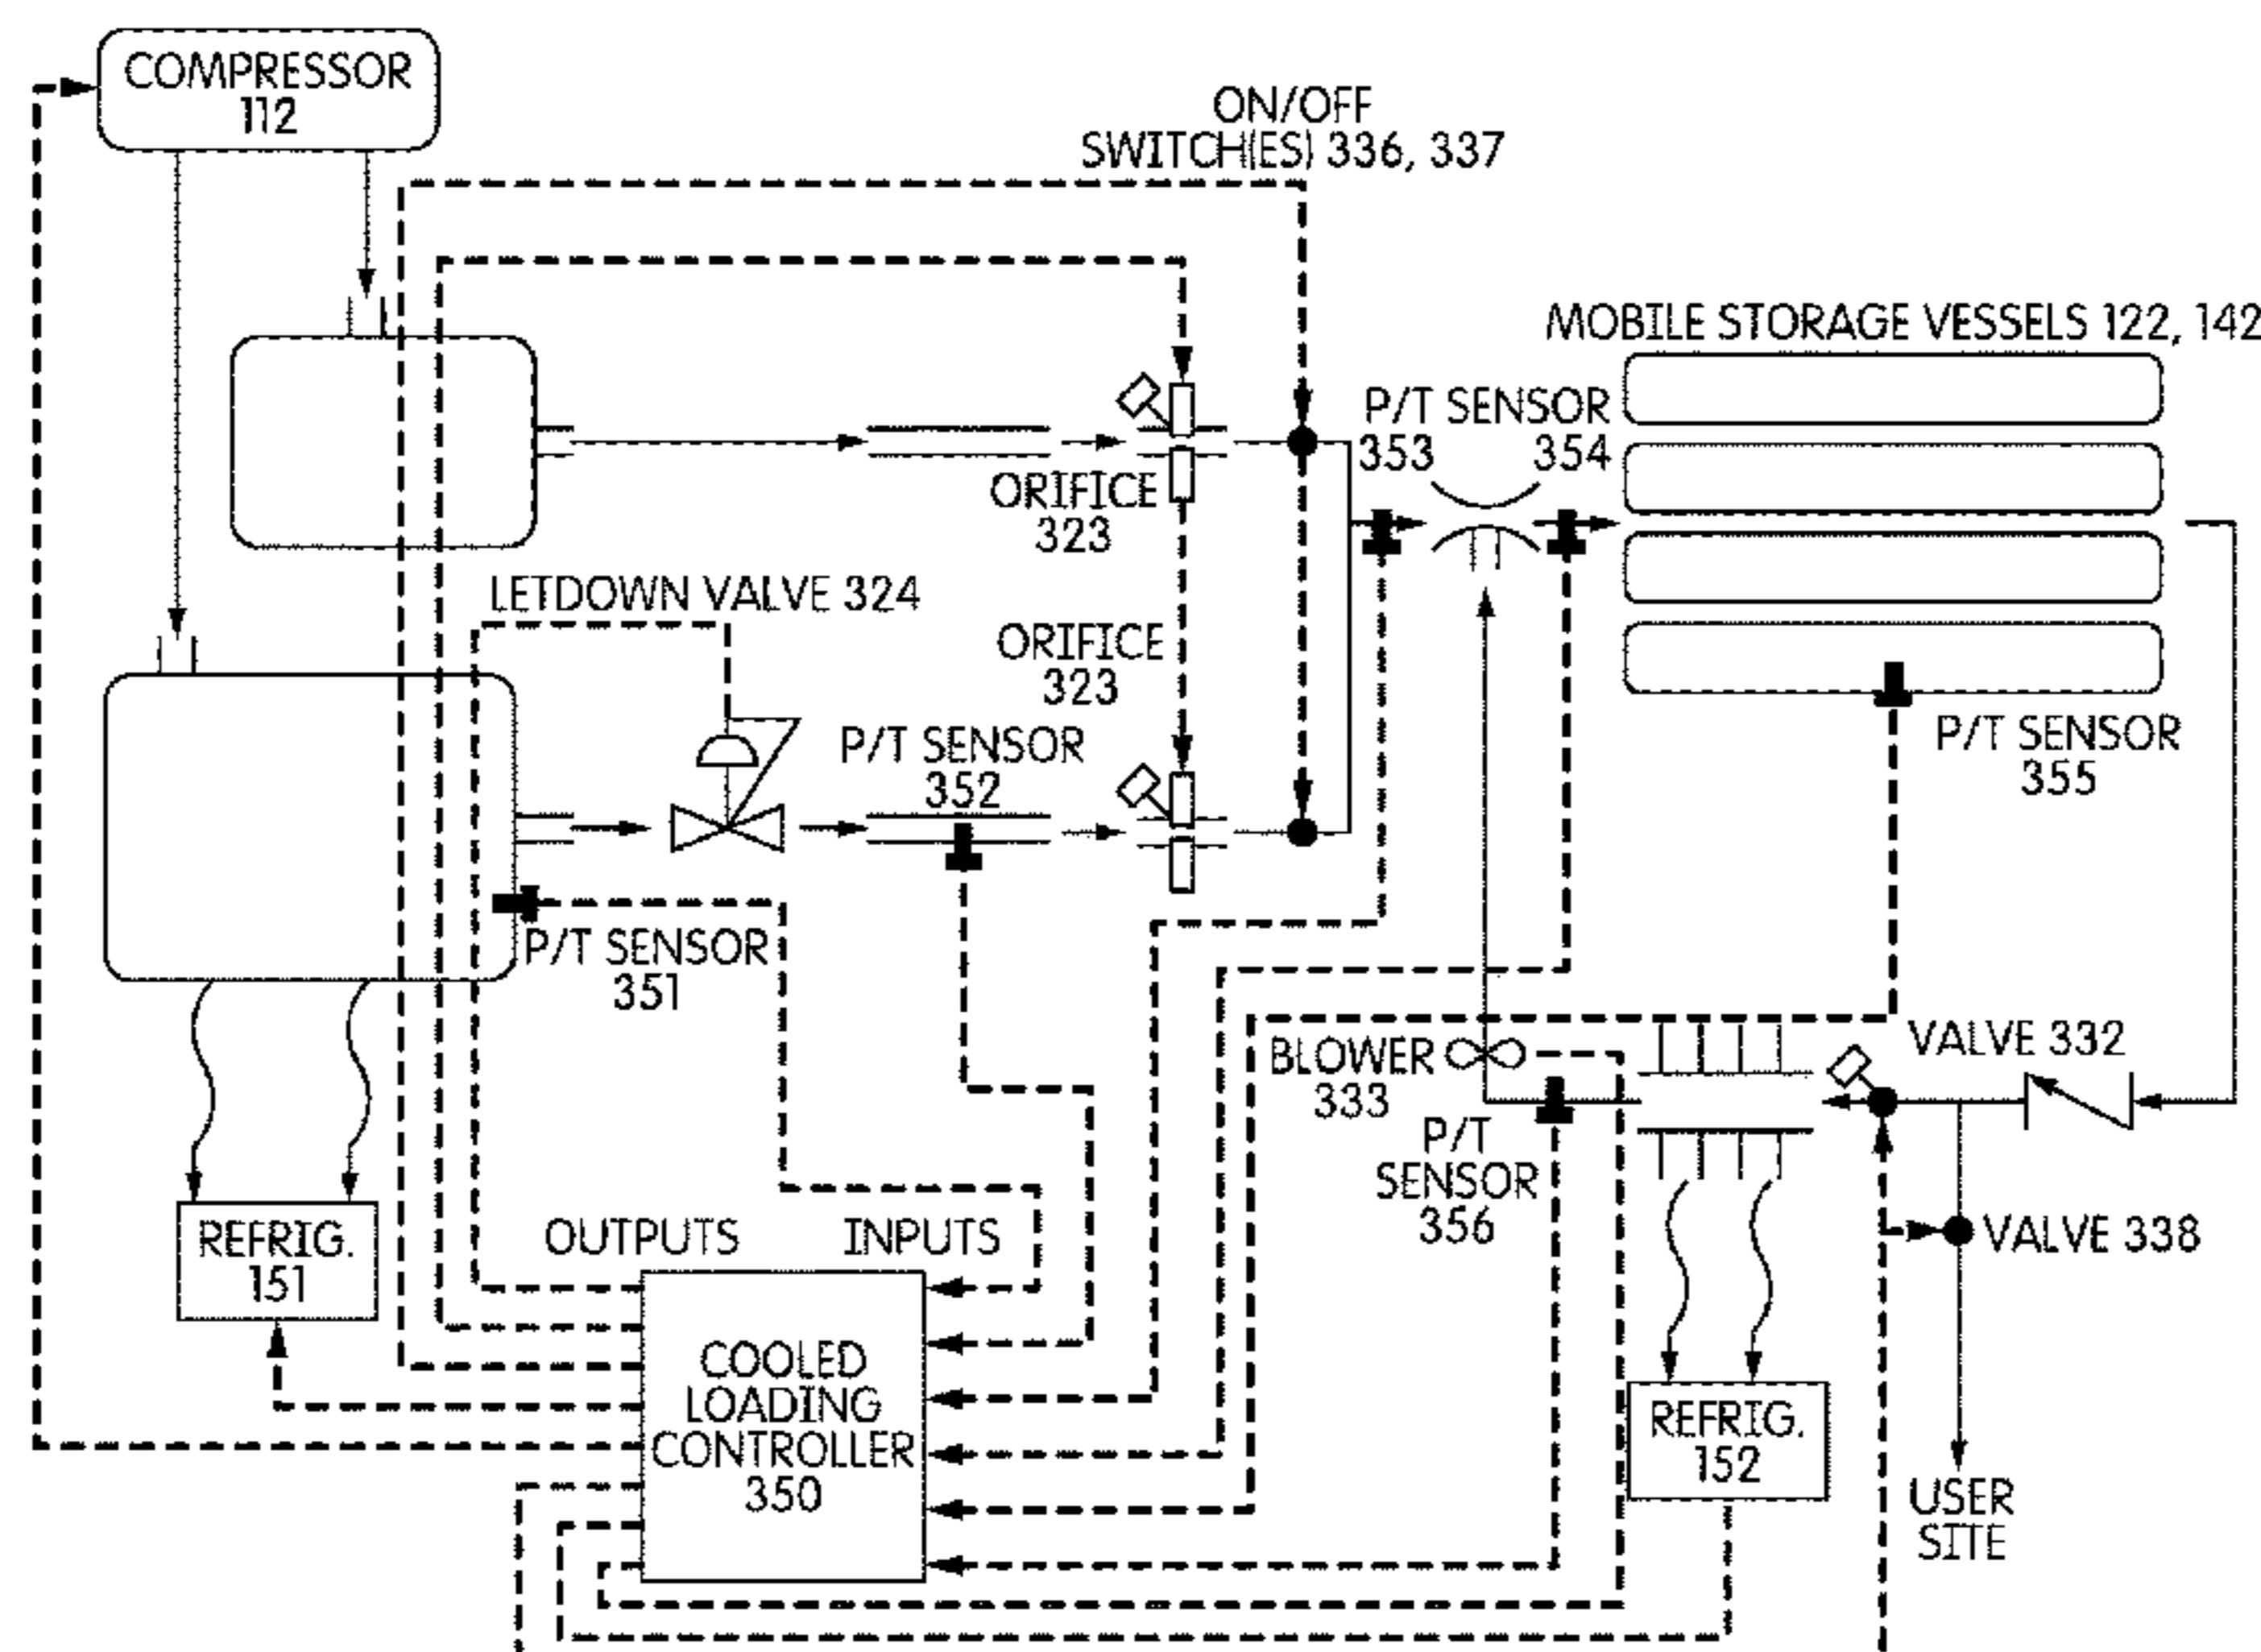 COMPRESSOR
112
ON/OFF
SWITCH(ES) 336, 337
MOBILE STORAGE VESSELS 122, 142
P/T SENSOR
353
354
ORIFICE
323
LETDOWN VALVE 324
ORIFICE
323
P/T SENSOR
352
P/T SENSOR
355
P/T SENSOR
351
BLOWER
333
VALVE 332
P/T
SENSOR
356
VALVE 338
REFRIG.
151
OUTPUTS
INPUTS
COOLED
LOADING
CONTROLLER
350
REFRIG.
152
USER
SITE